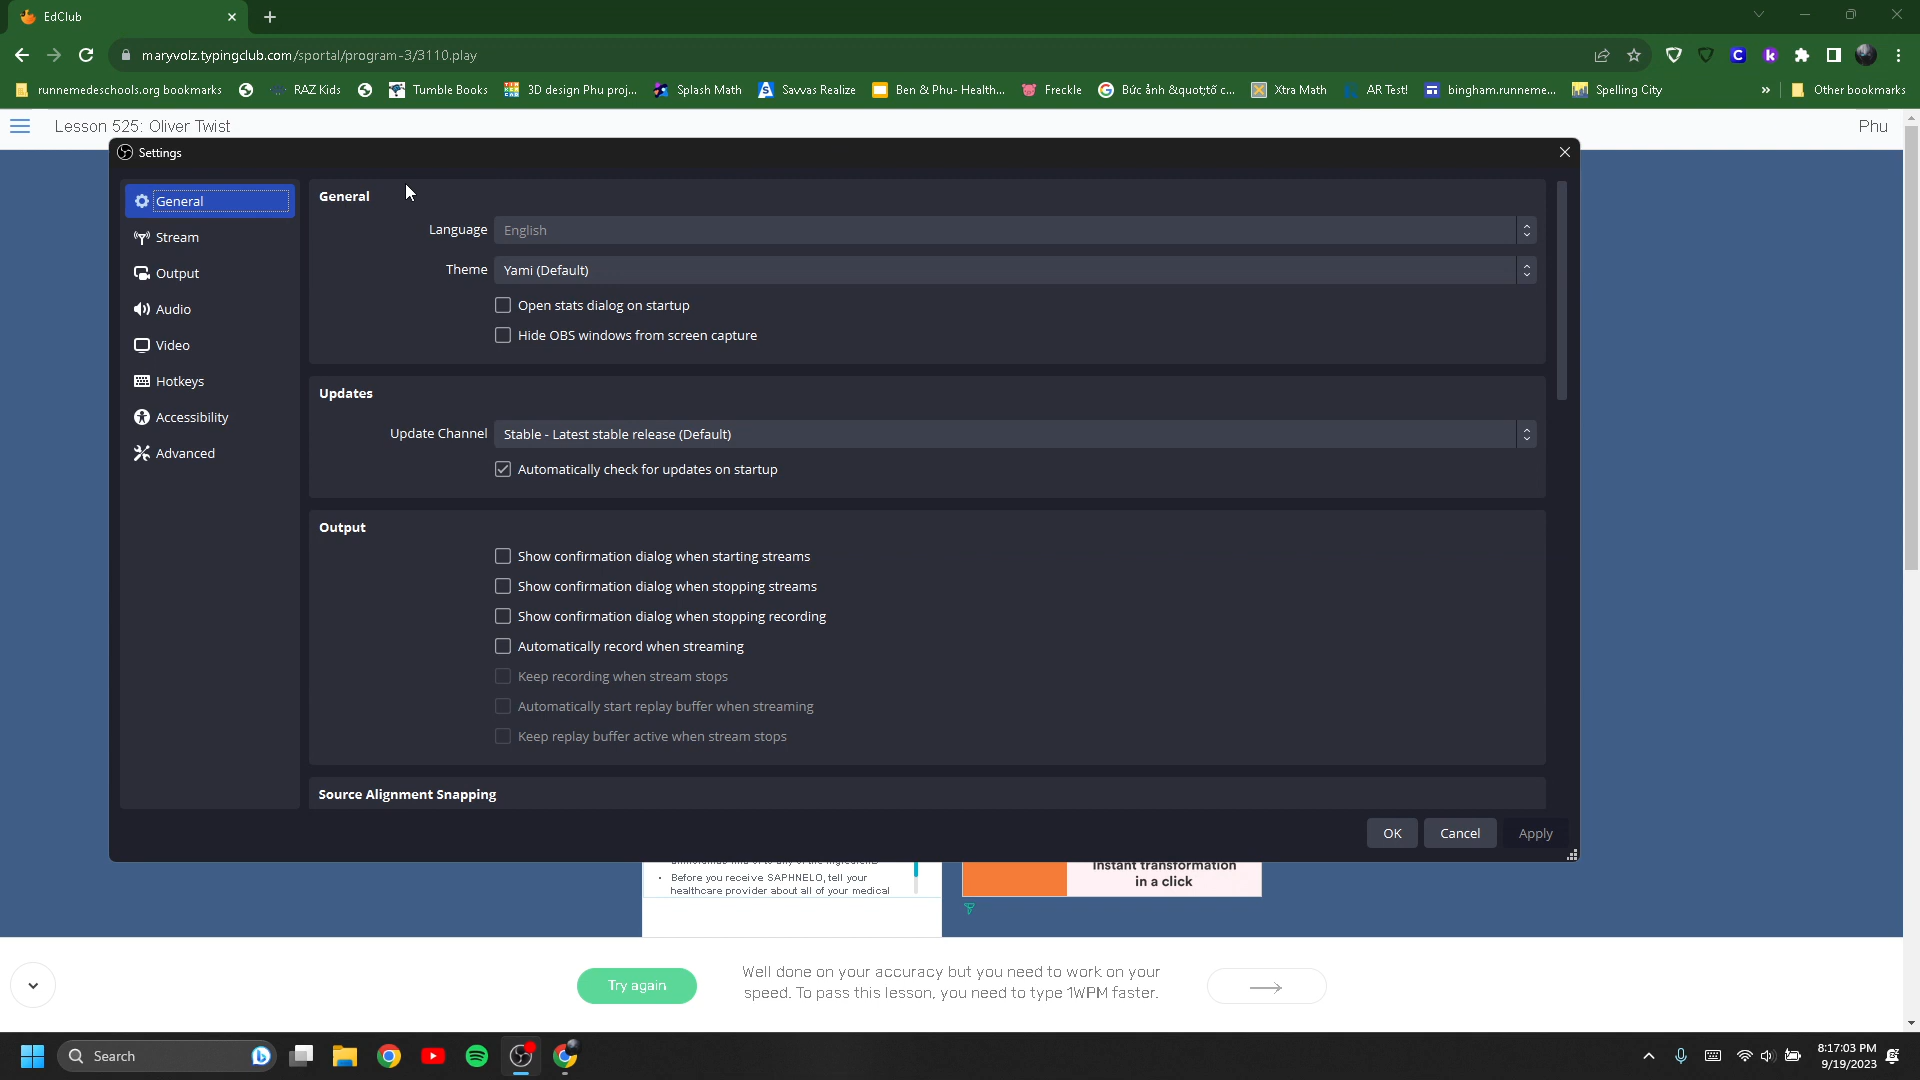 EdClub
maryvolz.typingclub.com/sportal/program-3/3110.play
runnemedeschools.org bookmarks
RAZ Kids
Tumble Books
3D design Phu proj...
Splash Math
Savvas Realize
Ben & Phu- Health...
Freckle
Bức ảnh &quot;tố c...
Xtra Math
AR Test!
bingham.runneme...
Spelling City
»
Other bookmarks
Lesson 525: Oliver Twist
Phu
Settings
General
Stream
Output
Audio
Video
Hotkeys
Accessibility
Advanced
General
Language English
Theme Yami (Default)
Open stats dialog on startup
Hide OBS windows from screen capture
Updates
Update Channel Stable - Latest stable release (Default)
Automatically check for updates on startup
Output
Show confirmation dialog when starting streams
Show confirmation dialog when stopping streams
Show confirmation dialog when stopping recording
Automatically record when streaming
Keep recording when stream stops
Automatically start replay buffer when streaming
Keep replay buffer active when stream stops
Source Alignment Snapping
OK Cancel Apply
• Before you receive SAPHNELO, tell your
healthcare provider about all of your medical
Instant transformation
in a click
Try again
Well done on your accuracy but you need to work on your
speed. To pass this lesson, you need to type 1WPM faster.
Search
8:17:03 PM
9/19/2023